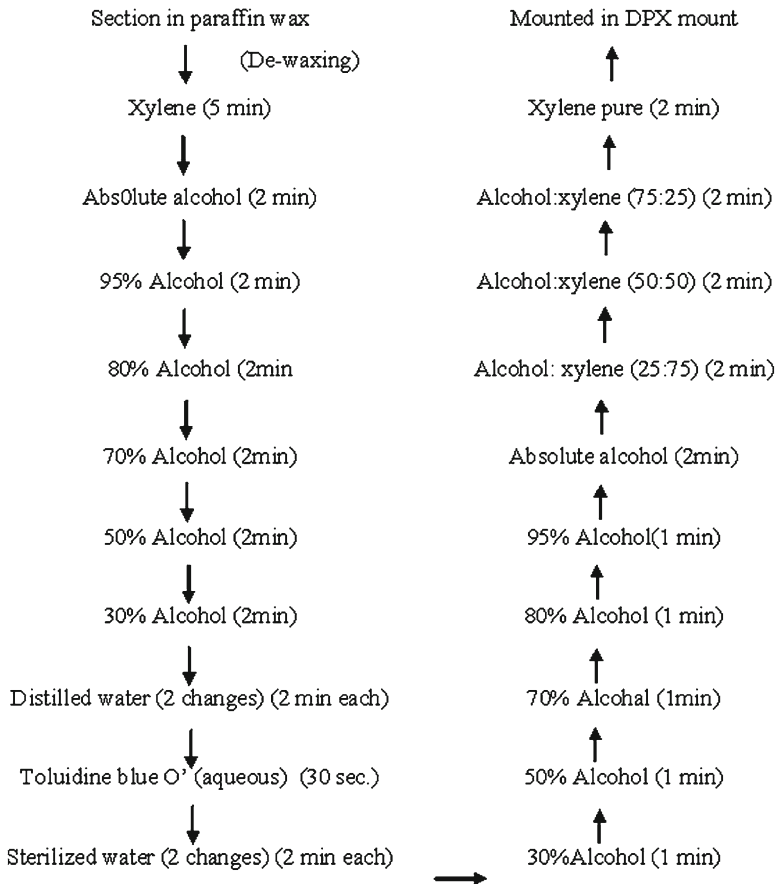 Section in paraffin wax
(De-waxing)
Xylene (5 min)
Abs0lute alcohol (2 min)
95% Alcohol (2 min)
80% Alcohol (2min
70% Alcohol (2min)
50% Alcohol (2min)
30% Alcohol (2min)
Distilled water (2 changes) (2 min each)
Toluidine blue O’ (aqueous) (30 sec.)
Sterilized water (2 changes) (2 min each)
30%Alcohol (1 min)
50% Alcohol (1 min)
70% Alcohal (1min)
80% Alcohol (1 min)
95% Alcohol(1 min)
Absolute alcohol (2min)
Alcohol: xylene (25:75) (2 min)
Alcohol:xylene (50:50) (2 min)
Alcohol:xylene (75:25) (2 min)
Xylene pure (2 min)
Mounted in DPX mount